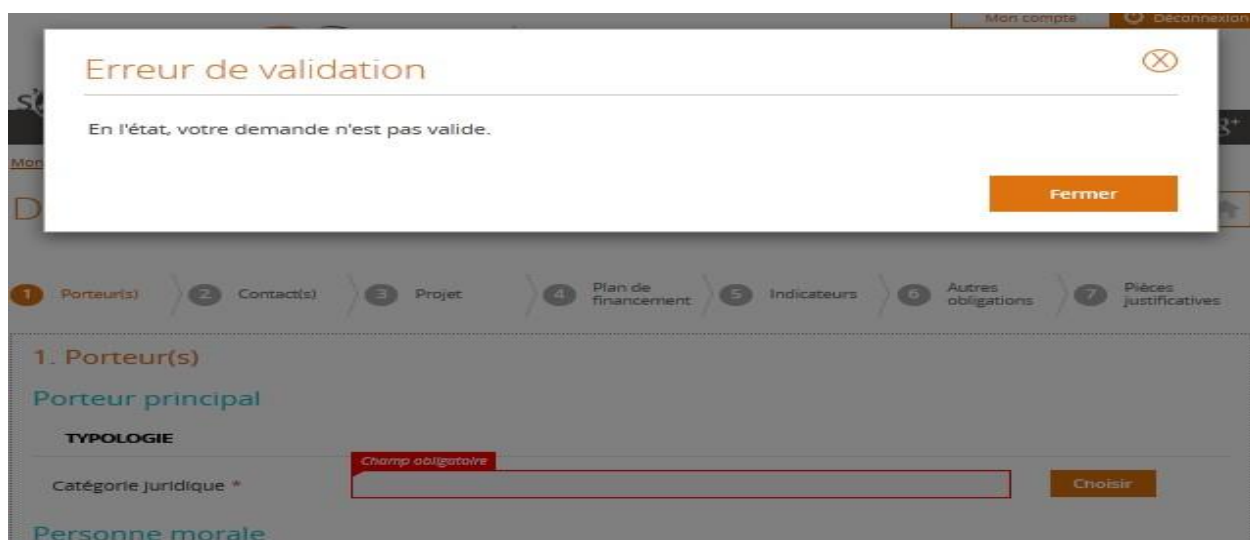 Mon compte
Déconnexion
Erreur de validation
En l'état, votre demande n'est pas valide.
Mon
Fermer
1 Porteur(s)
2 Contact(s)
3 Projet
4 Plan de financement
5 Indicateurs
6 Autres obligations
7 Pièces justificatives
1. Porteur(s)
Porteur principal
TYPOLOGIE
Champ obligatoire
Catégorie juridique *
Choisir
Personne morale